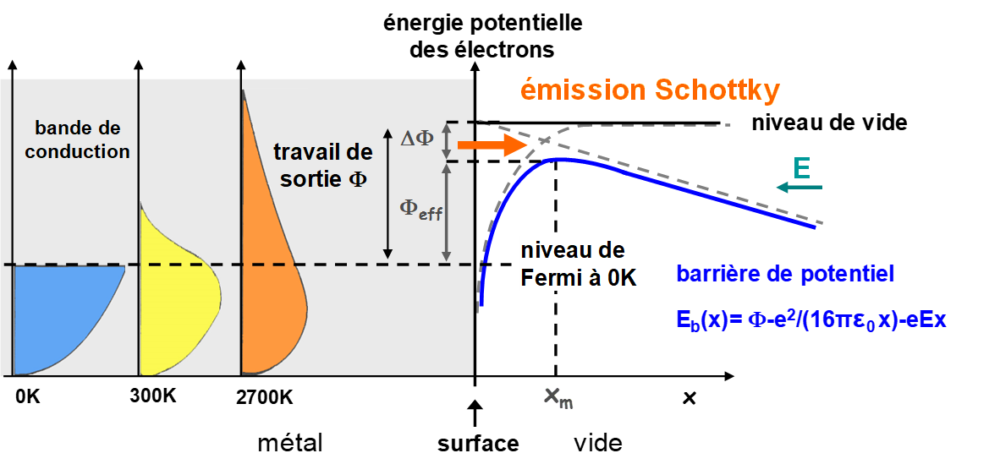 énergie potentielle
des électrons
émission Schottky
niveau de vide
bande de
conduction
travail de
sortie Φ
ΔΦ
Φeff
E
niveau de
Fermi à 0K
barrière de potentiel
Eb(x)= Φ-e²/(16πε₀ x)-eEx
0K
300K
2700K
xm
x
métal
surface
vide